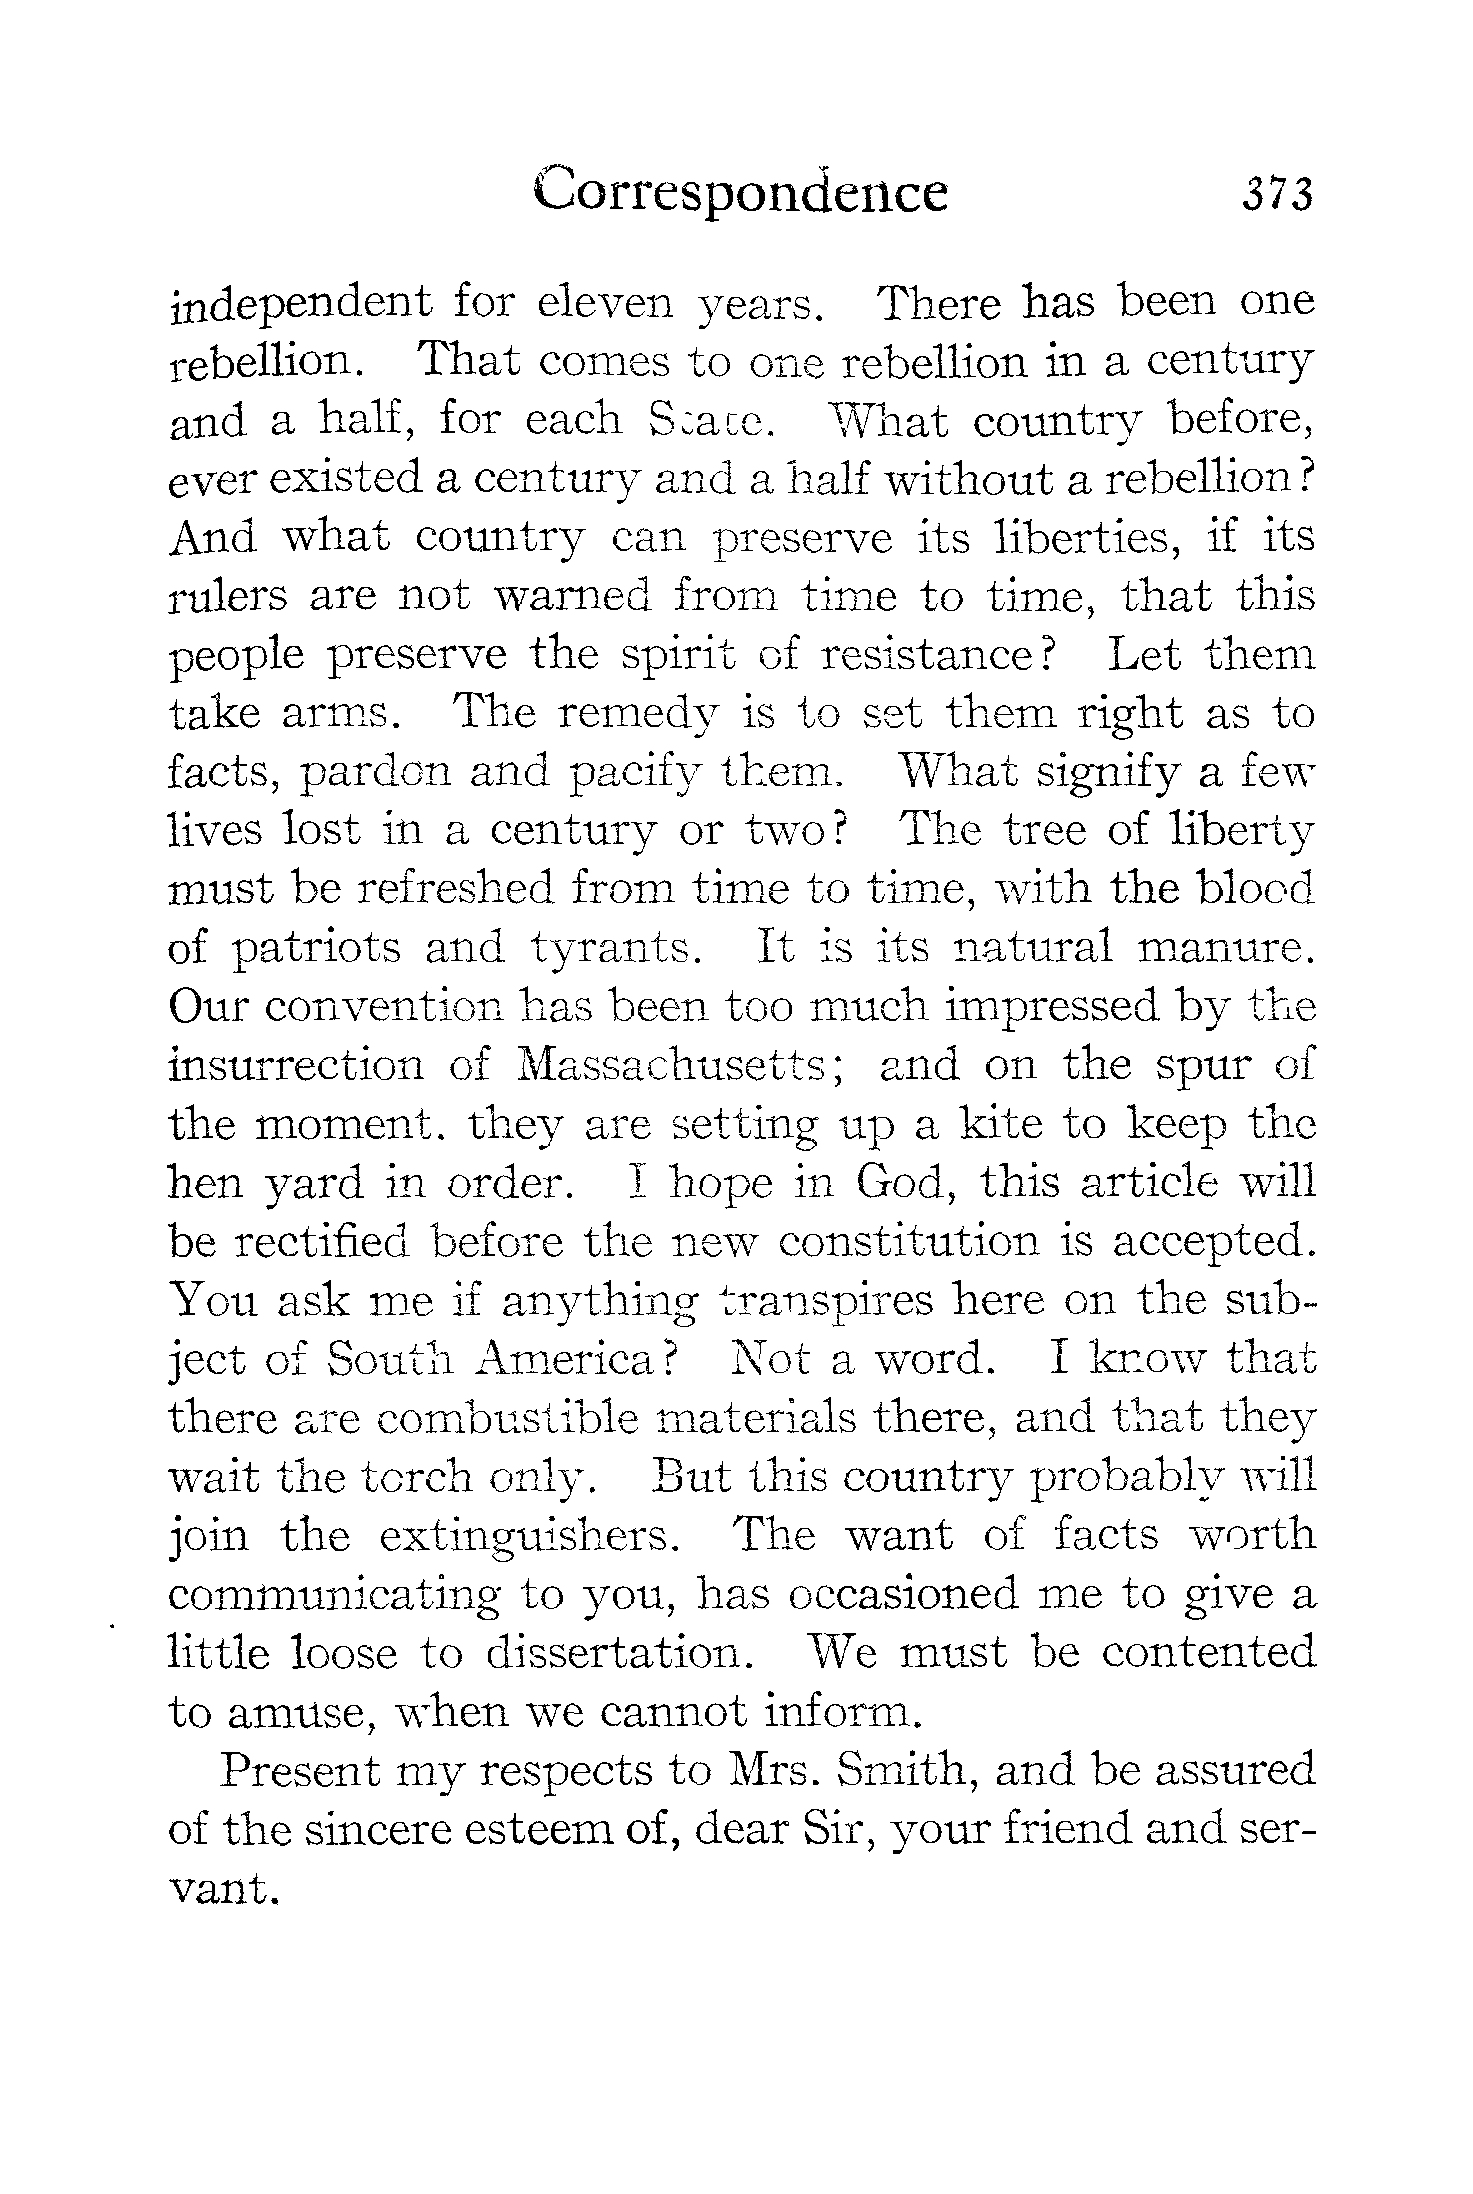 Correspondence 373
independent for eleven years. There has been one
rebellion. That comes to one rebellion in a century
and a half, for each State. What country before,
ever existed a century and a half without a rebellion?
And what country can preserve its liberties, if its
rulers are not warned from time to time, that this
people preserve the spirit of resistance? Let them
take arms. The remedy is to set them right as to
facts, pardon and pacify them. What signify a few
lives lost in a century or two? The tree of liberty
must be refreshed from time to time, with the blood
of patriots and tyrants. It is its natural manure.
Our convention has been too much impressed by the
insurrection of Massachusetts; and on the spur of
the moment. they are setting up a kite to keep the
hen yard in order. I hope in God, this article will
be rectified before the new constitution is accepted.
You ask me if anything transpires here on the sub-
ject of South America? Not a word. I know that
there are combustible materials there, and that they
wait the torch only. But this country probably will
join the extinguishers. The want of facts worth
communicating to you, has occasioned me to give a
little loose to dissertation. We must be contented
to amuse, when we cannot inform.
Present my respects to Mrs. Smith, and be assured
of the sincere esteem of, dear Sir, your friend and ser-
vant.